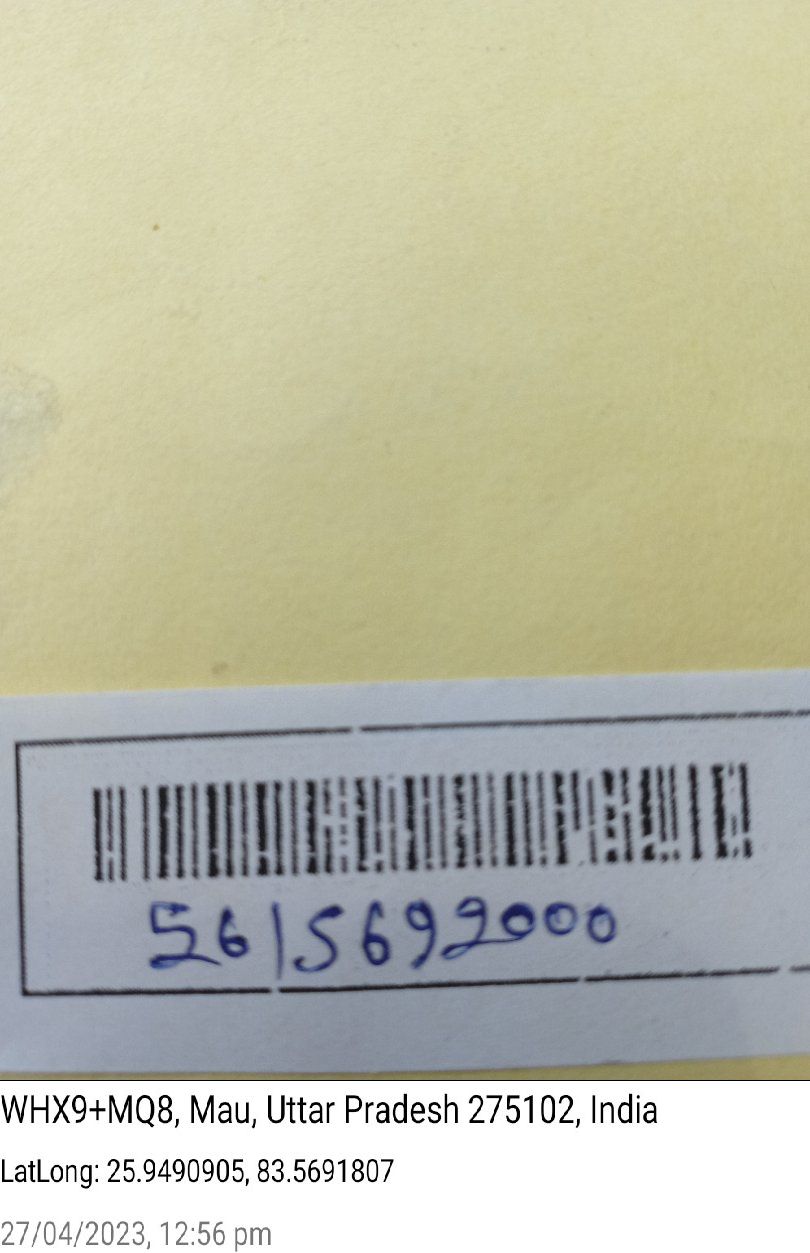 5615692000
WHX9+MQ8, Mau, Uttar Pradesh 275102, India
LatLong: 25.9490905, 83.5691807
27/04/2023, 12:56 pm